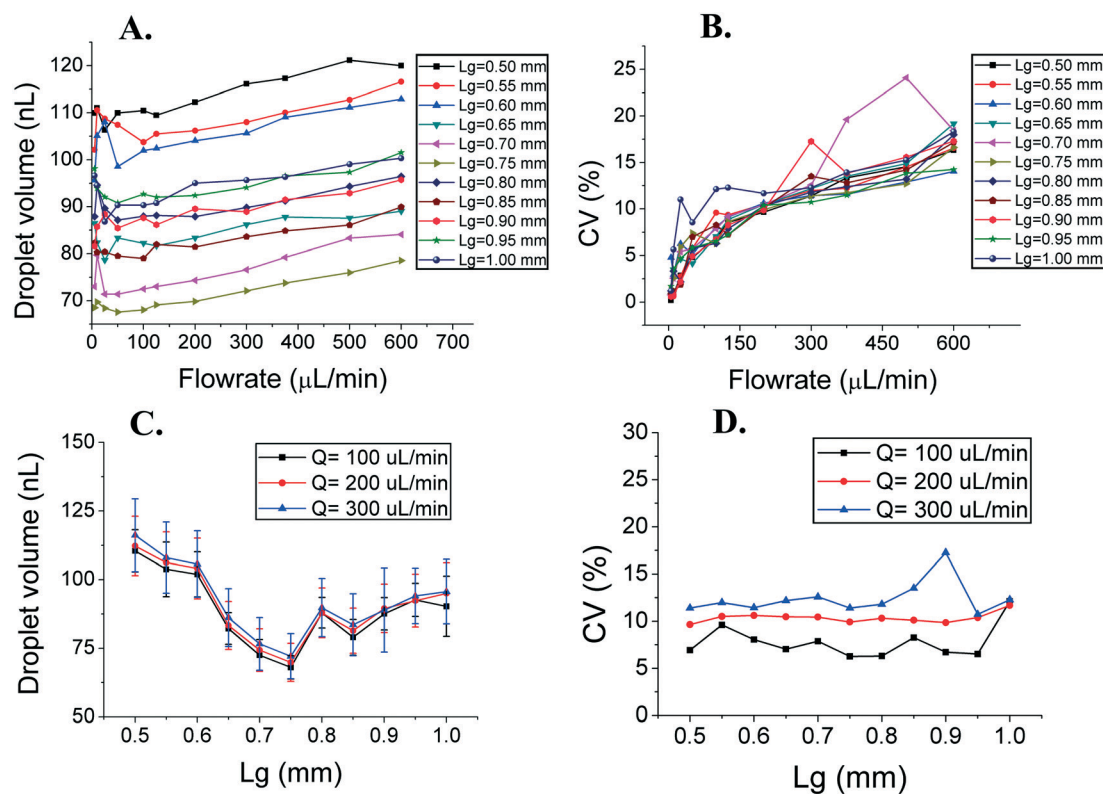 A.
Droplet volume (nL)
120
110
100
90
80
70
0 100 200 300 400 500 600 700
Flowrate (μL/min)
Lg=0.50 mm
Lg=0.55 mm
Lg=0.60 mm
Lg=0.65 mm
Lg=0.70 mm
Lg=0.75 mm
Lg=0.80 mm
Lg=0.85 mm
Lg=0.90 mm
Lg=0.95 mm
Lg=1.00 mm
B.
CV (%)
25
20
15
10
5
0
0 150 300 450 600
Flowrate (μL/min)
Lg=0.50 mm
Lg=0.55 mm
Lg=0.60 mm
Lg=0.65 mm
Lg=0.70 mm
Lg=0.75 mm
Lg=0.80 mm
Lg=0.85 mm
Lg=0.90 mm
Lg=0.95 mm
Lg=1.00 mm
C.
Droplet volume (nL)
150
125
100
75
50
0.5 0.6 0.7 0.8 0.9 1.0
Lg (mm)
Q= 100 uL/min
Q= 200 uL/min
Q= 300 uL/min
D.
CV (%)
30
25
20
15
10
5
0
0.5 0.6 0.7 0.8 0.9 1.0
Lg (mm)
Q= 100 uL/min
Q= 200 uL/min
Q= 300 uL/min